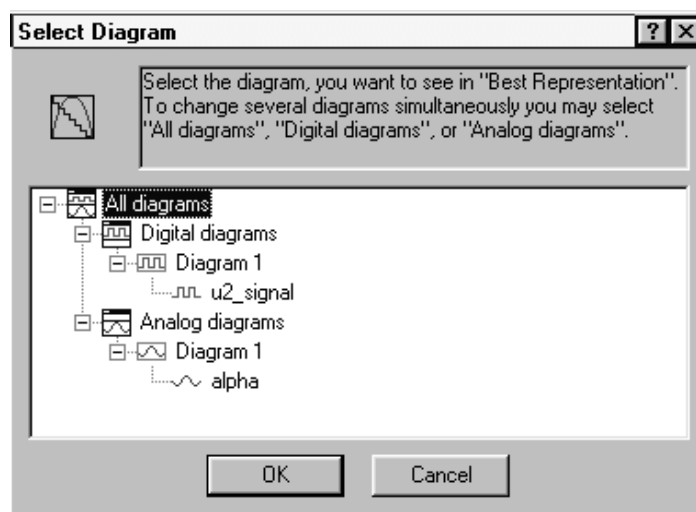 Select Diagram
Select the diagram, you want to see in "Best Representation".
To change several diagrams simultaneously you may select
"All diagrams", "Digital diagrams", or "Analog diagrams".
All diagrams
Digital diagrams
Diagram 1
u2_signal
Analog diagrams
Diagram 1
alpha
OK
Cancel